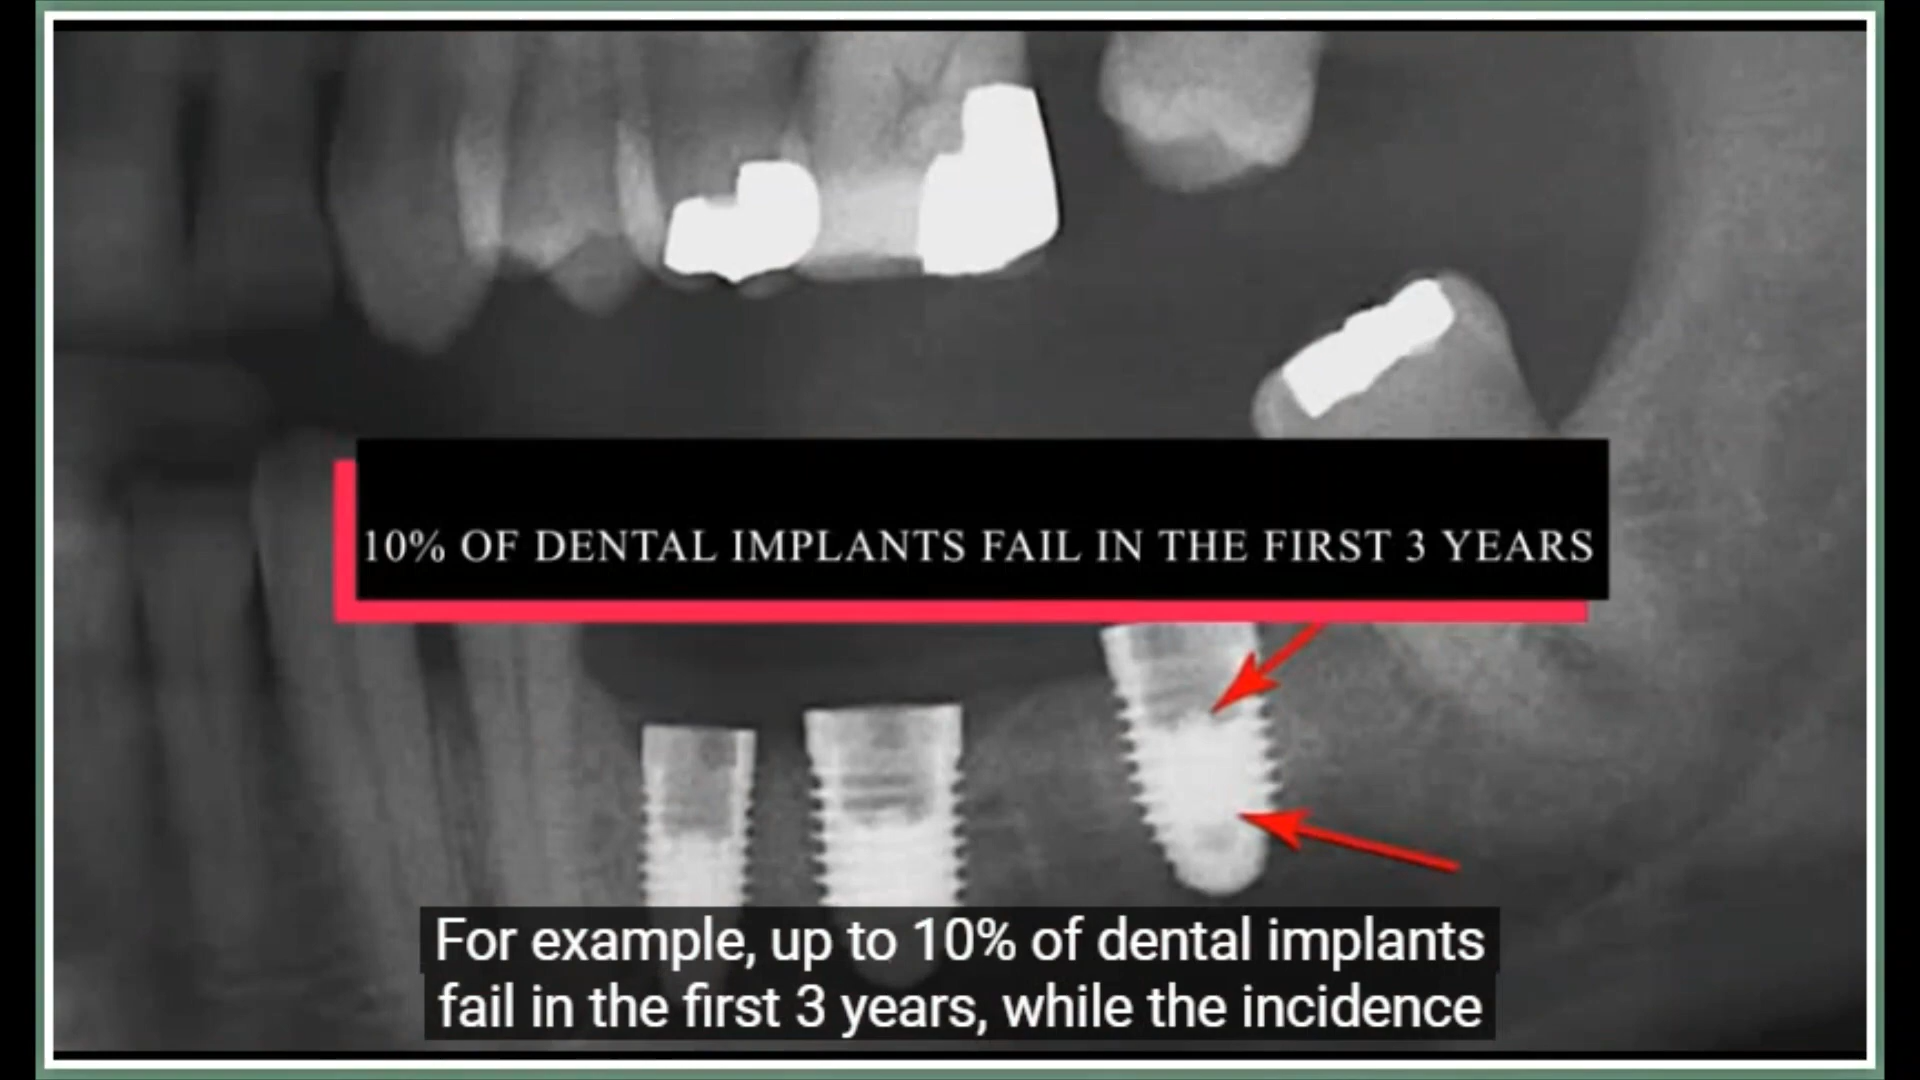 10% OF DENTAL IMPLANTS FAIL IN THE FIRST 3 YEARS
For example, up to 10% of dental implants
fail in the first 3 years, while the incidence